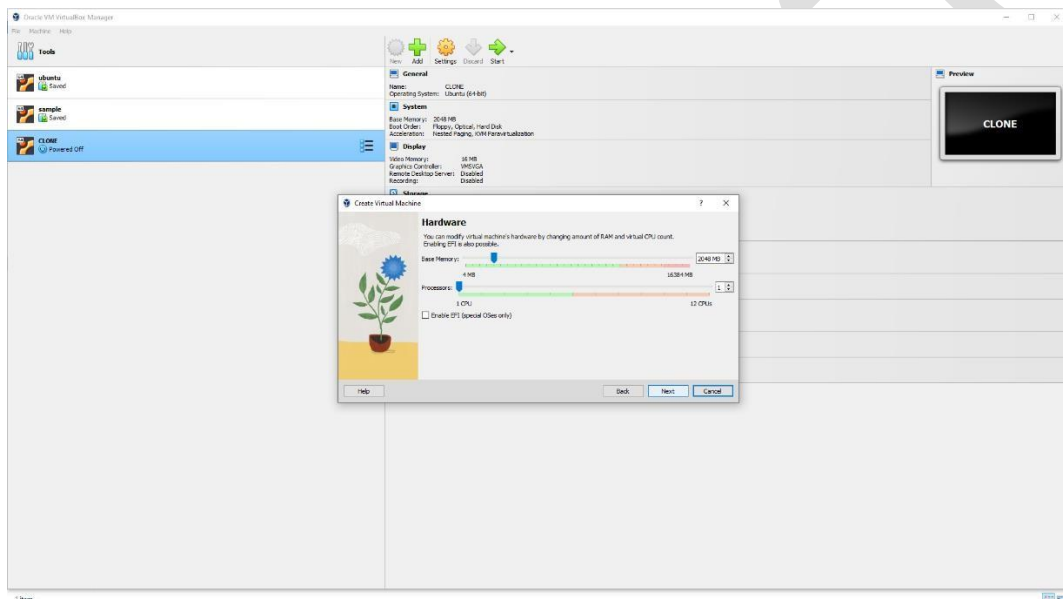 Oracle VM VirtualBox Manager
File Machine Help
Tools
New Add Settings Discard Start
ubuntu
Saved
sample
Saved
CLONE
Powered Off
General
Name: CLONE
Operating System: Ubuntu (64-bit)
System
Base Memory: 2048 MB
Boot Order: Floppy, Optical, Hard Disk
Acceleration: Nested Paging, KVM Paravirtualization
Display
Video Memory: 16 MB
Graphics Controller: VMSVGA
Remote Desktop Server: Disabled
Recording: Disabled
Storage
Preview
CLONE
Create Virtual Machine ? X
Hardware
You can modify virtual machine's hardware by changing amount of RAM and virtual CPU count.
Enabling EFI is also possible.
Base Memory: 2048 MB
4 MB 16384 MB
Processors: 1
1 CPU 12 CPUs
Enable EFI (special OSes only)
Help Back Next Cancel